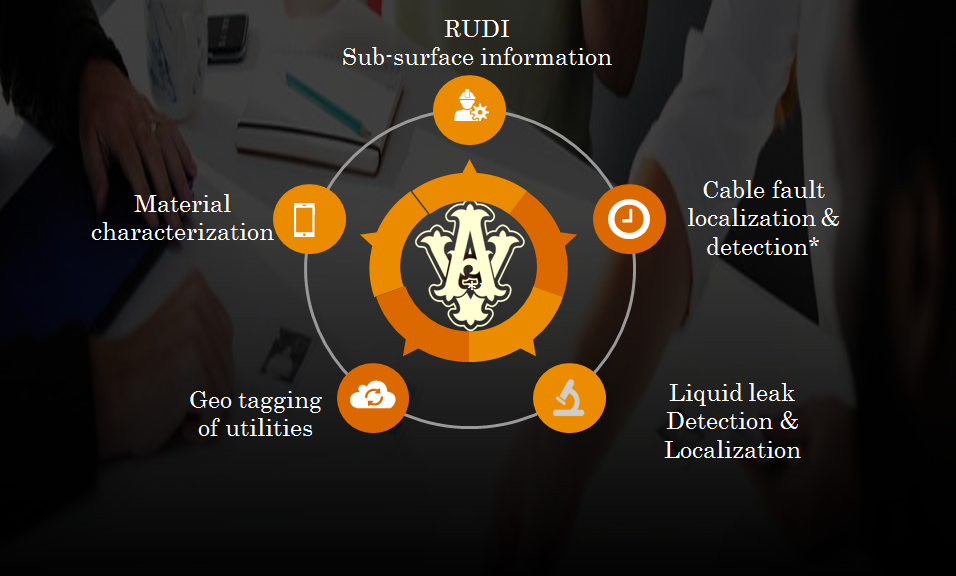 RUDI
Sub-surface information
Material
characterization
Cable fault
localization &
detection*
Geo tagging
of utilities
Liquid leak
Detection &
Localization